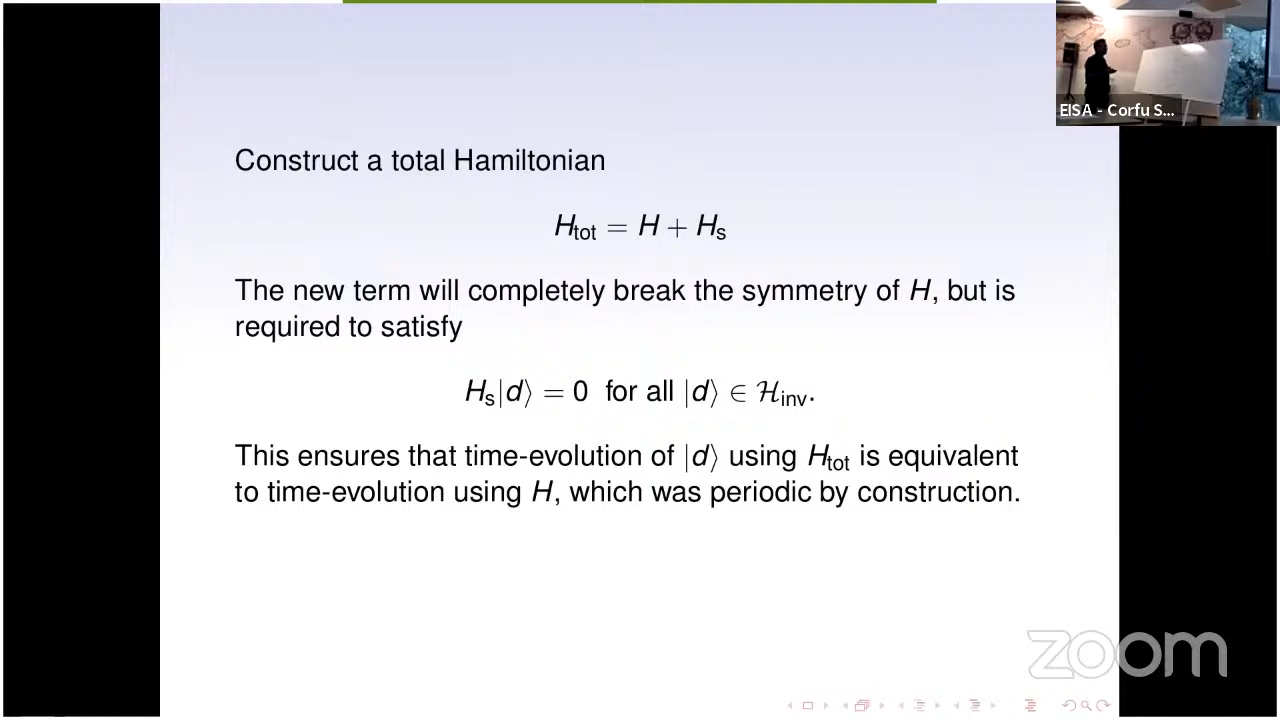 EISA - Corfu S...
Construct a total Hamiltonian
H_tot = H + H_s
The new term will completely break the symmetry of H, but is
required to satisfy
H_s|d⟩ = 0 for all |d⟩ ∈ ℋ_inv.
This ensures that time-evolution of |d⟩ using H_tot is equivalent
to time-evolution using H, which was periodic by construction.
zoom